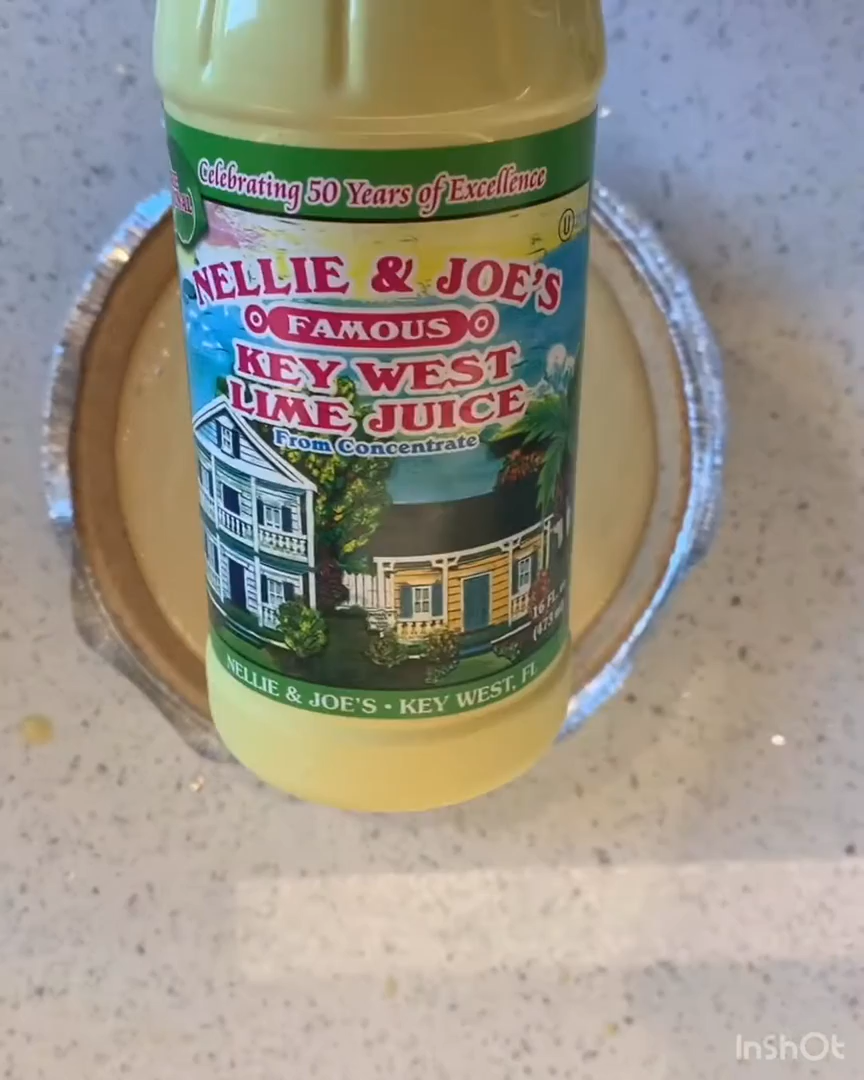 Celebrating 50 Years of Excellence
U
NELLIE & JOE'S
FAMOUS
KEY WEST
LIME JUICE
From Concentrate
16 FL.
NELLIE & JOE'S • KEY WEST, FL
InShOt